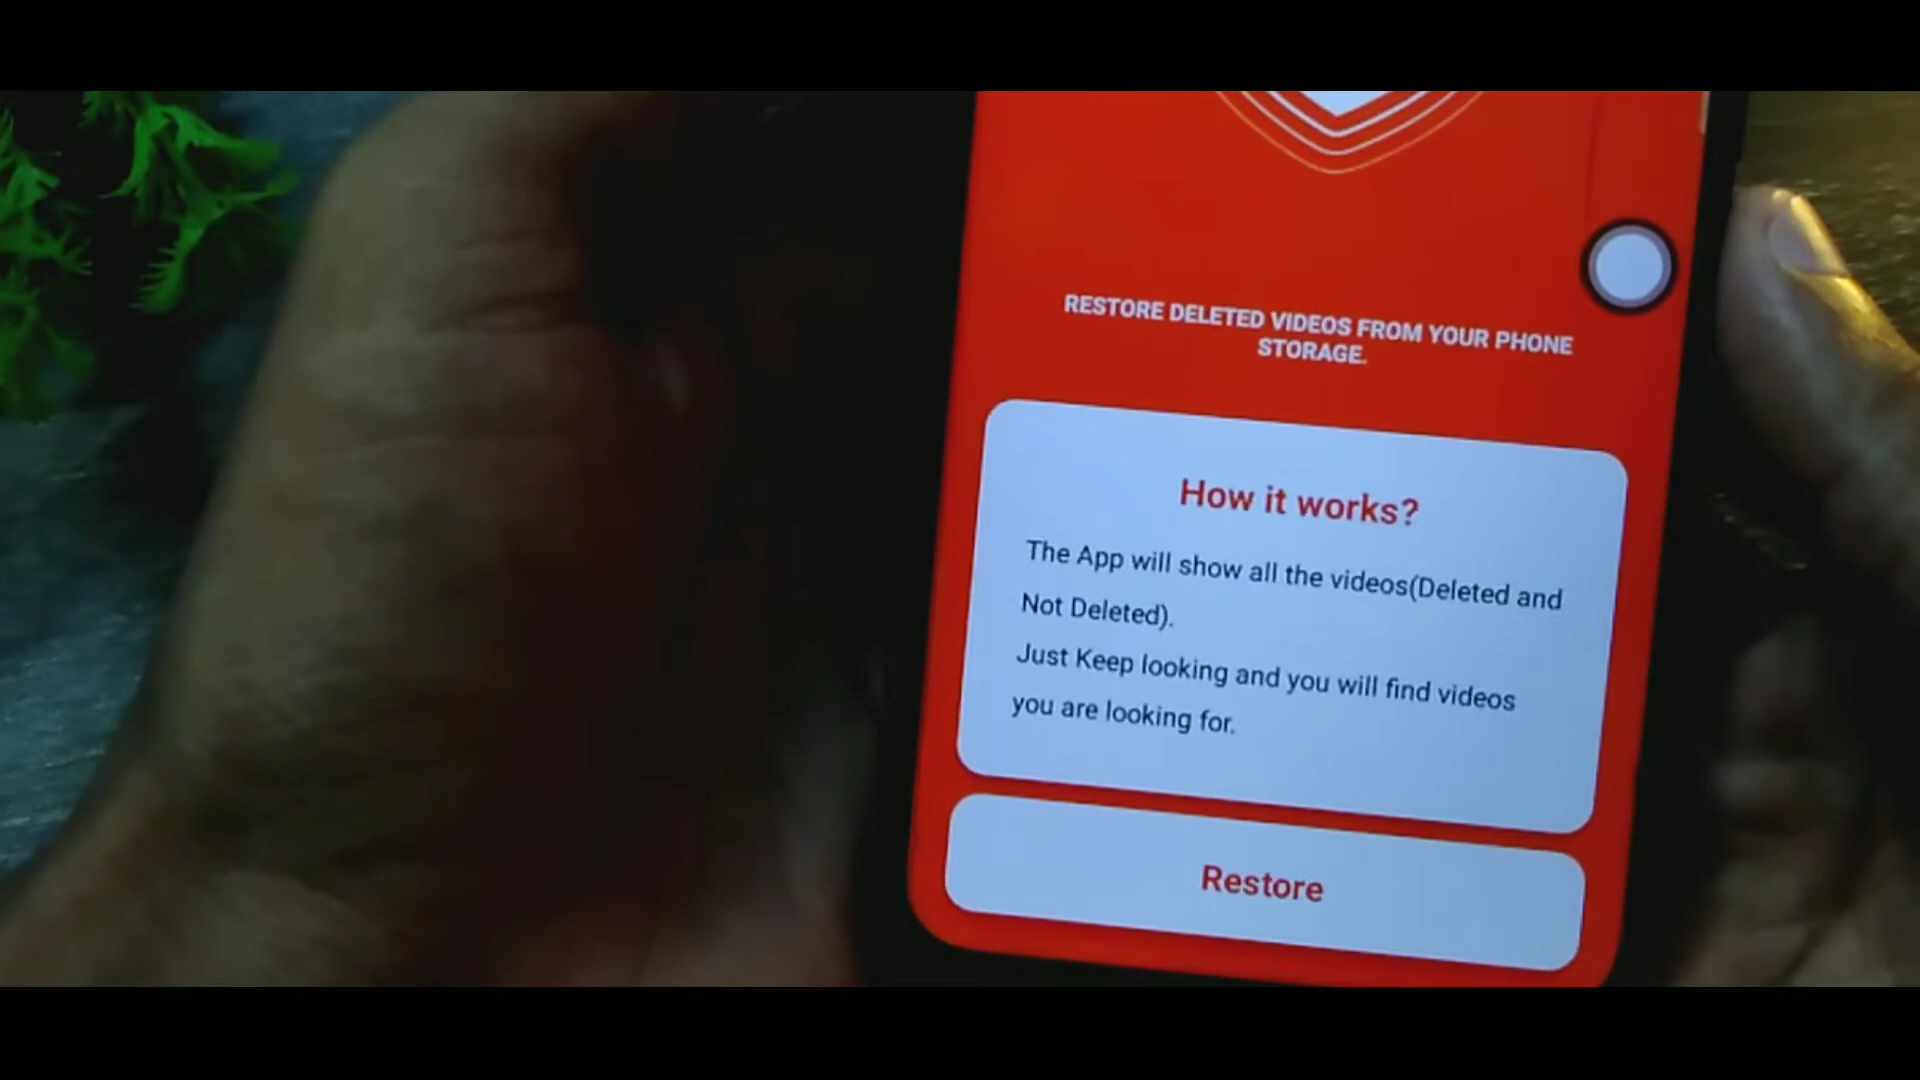 RESTORE DELETED VIDEOS FROM YOUR PHONE
STORAGE.
How it works?
The App will show all the videos(Deleted and
Not Deleted).
Just Keep looking and you will find videos
you are looking for.
Restore